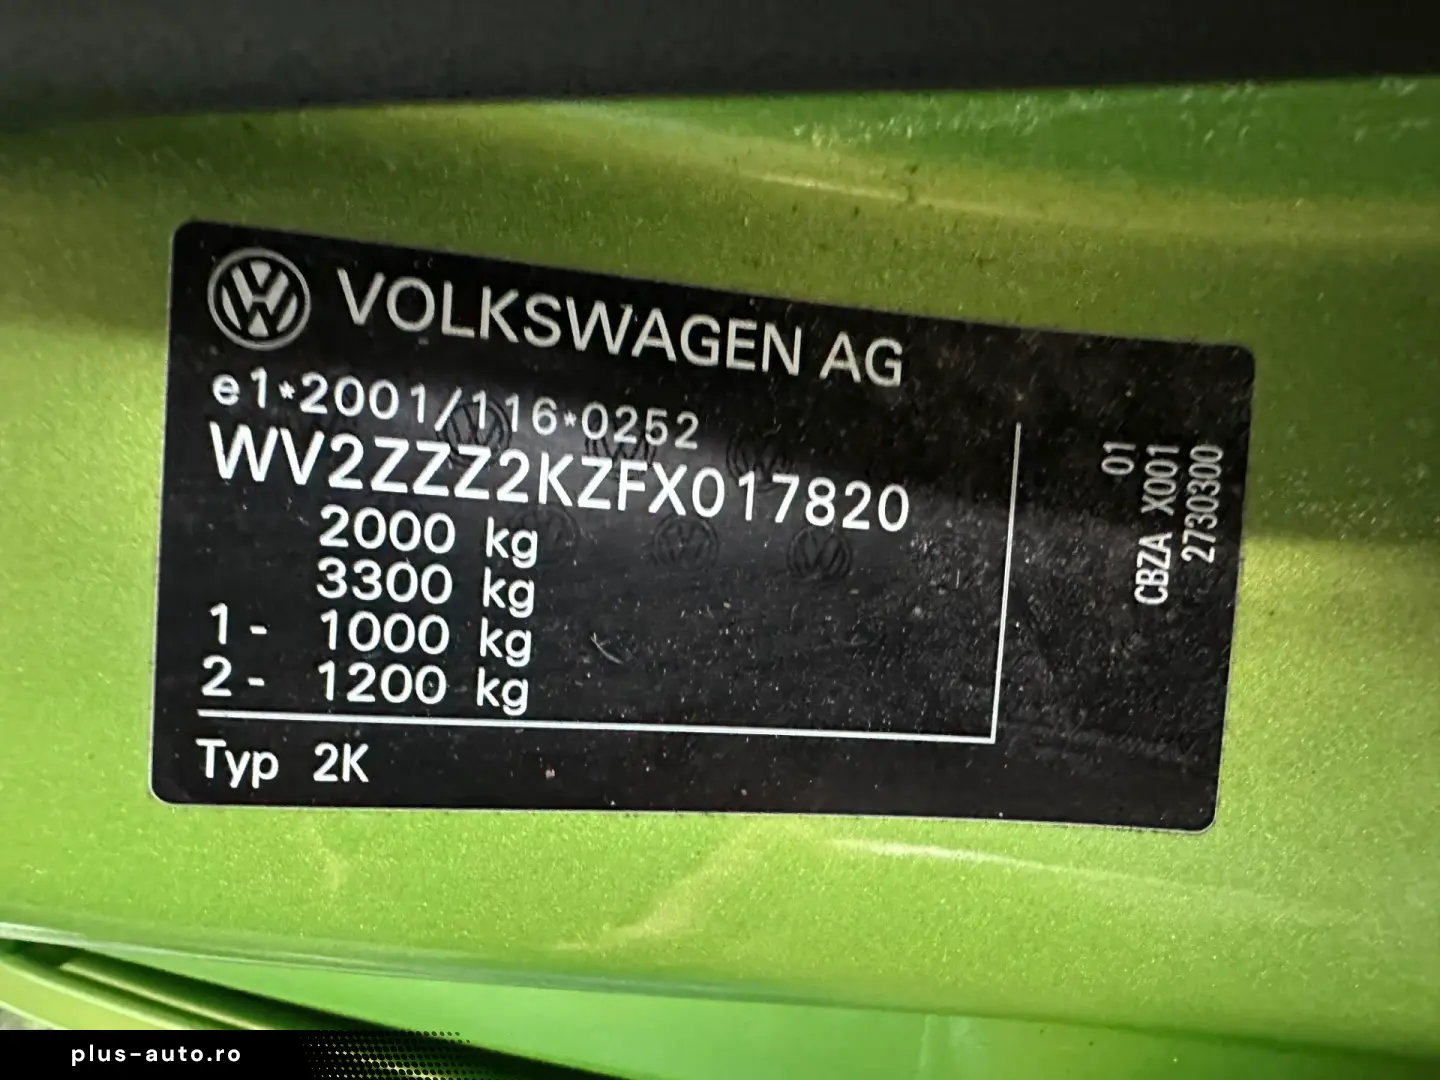 VOLKSWAGEN AG
e1*2001/116*0252
WV2ZZZ2KZFX017820
2000 kg
3300 kg
1- 1000 kg
2- 1200 kg
Typ 2K
01
CBZA X001
2730300
plus-auto.ro